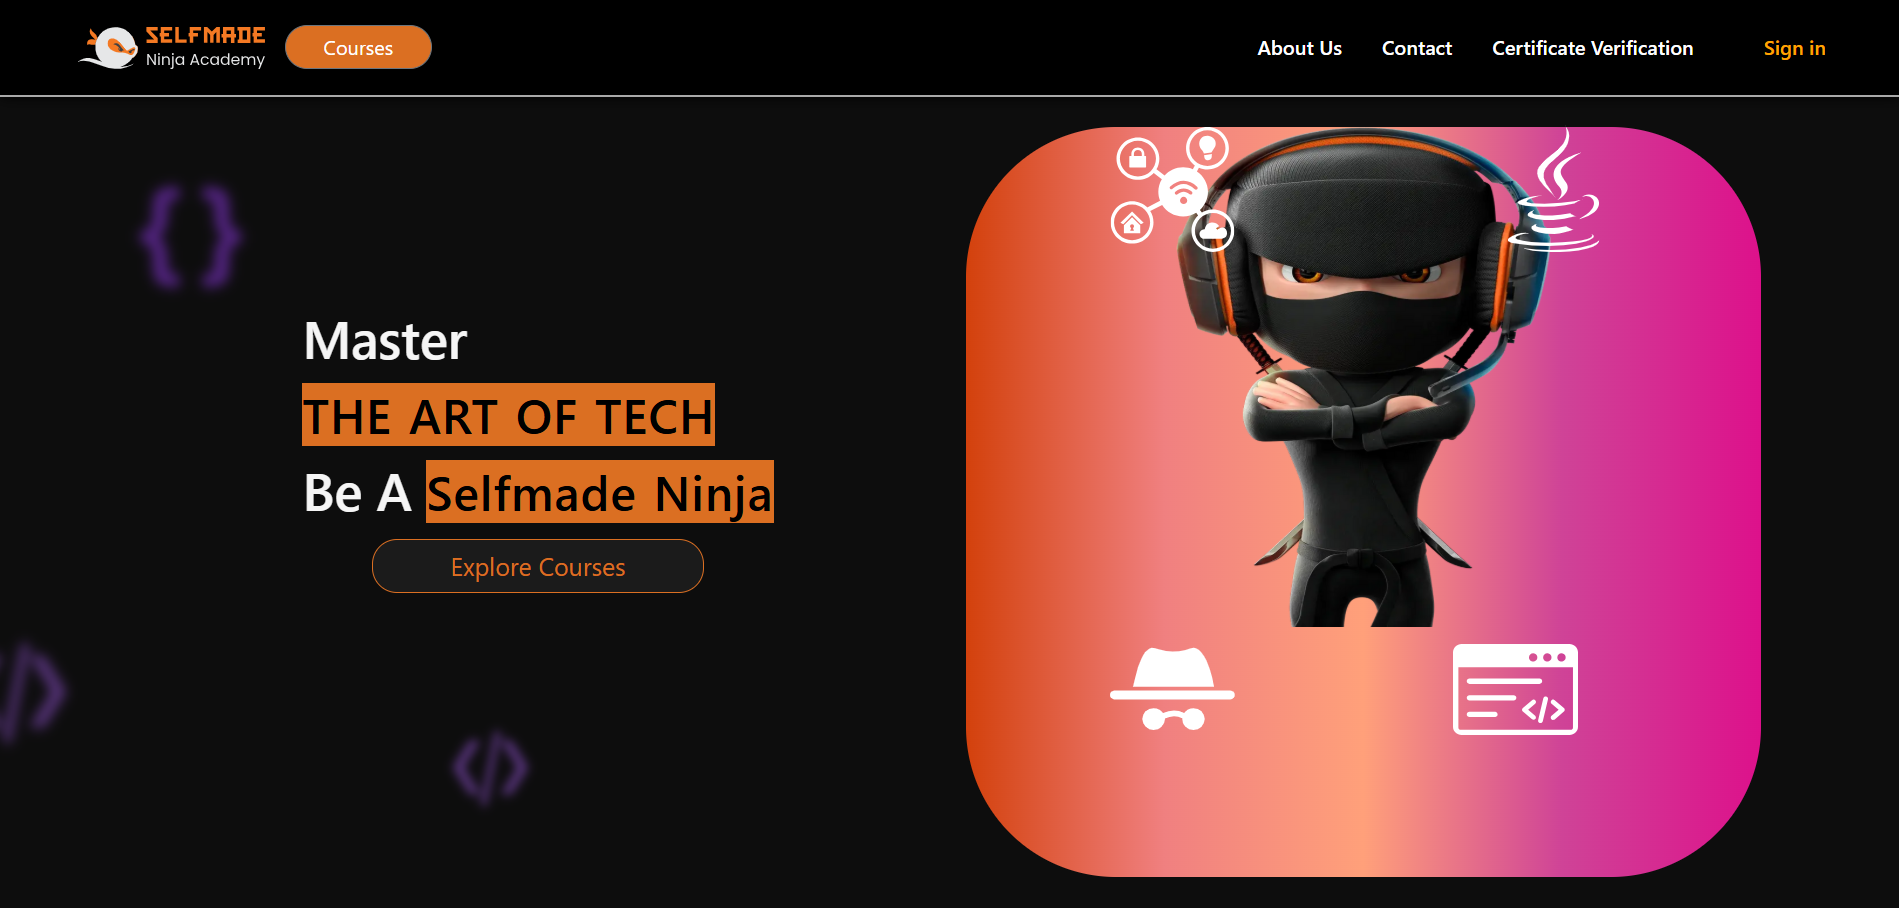 SELFMADE
Ninja Academy
Courses
About Us
Contact
Certificate Verification
Sign in
Master
THE ART OF TECH
Be A Selfmade Ninja
Explore Courses